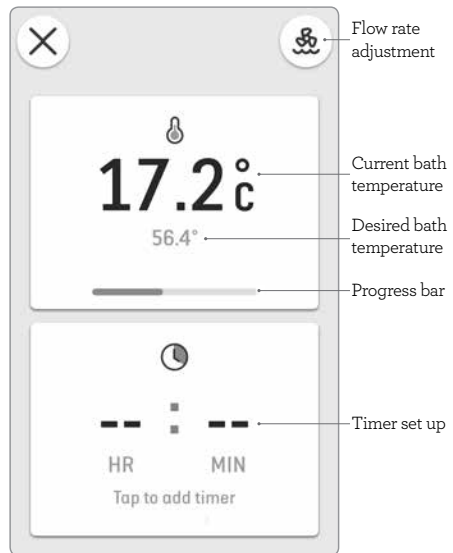 Flow rate
adjustment
17.2°C
Current bath
temperature
56.4°
Desired bath
temperature
Progress bar
-- : --
Timer set up
HR MIN
Tap to add timer